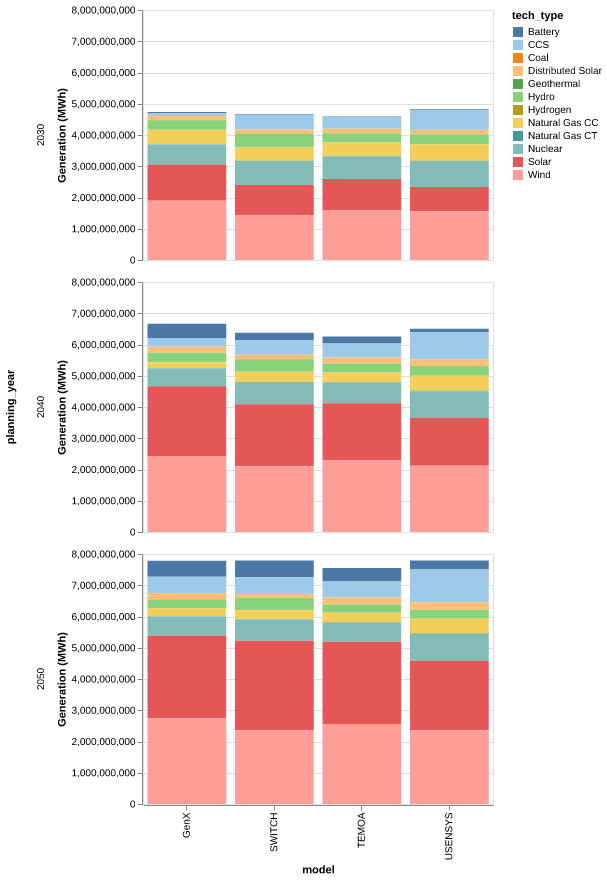 tech_type
Battery
CCS
Coal
Distributed Solar
Geothermal
Hydro
Hydrogen
Natural Gas CC
Natural Gas CT
Nuclear
Solar
Wind
planning_year
2030
Generation (MWh)
8,000,000,000
7,000,000,000
6,000,000,000
5,000,000,000
4,000,000,000
3,000,000,000
2,000,000,000
1,000,000,000
0
2040
Generation (MWh)
8,000,000,000
7,000,000,000
6,000,000,000
5,000,000,000
4,000,000,000
3,000,000,000
2,000,000,000
1,000,000,000
0
2050
Generation (MWh)
8,000,000,000
7,000,000,000
6,000,000,000
5,000,000,000
4,000,000,000
3,000,000,000
2,000,000,000
1,000,000,000
0
GenX
SWITCH
TEMOA
USENSYS
model